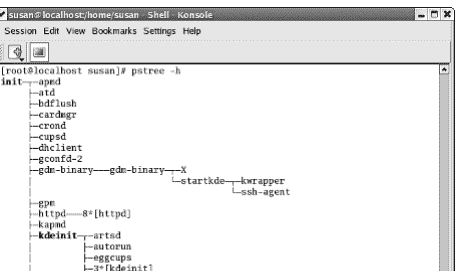 susan@localhost:/home/susan - Shell - Konsole
Session Edit View Bookmarks Settings Help
[root@localhost susan]# pstree -h
init─┬─apmd
├─atd
├─bdflush
├─cardmgr
├─crond
├─cupsd
├─dhclient
├─gconfd-2
├─gdm-binary───gdm-binary─┬─X
│ └─startkde─┬─kwrapper
│ └─ssh-agent
├─gpm
├─httpd───8*[httpd]
├─kapmd
├─kdeinit─┬─artsd
│ ├─autorun
│ ├─eggcups
│ ├─3*[kdeinit]